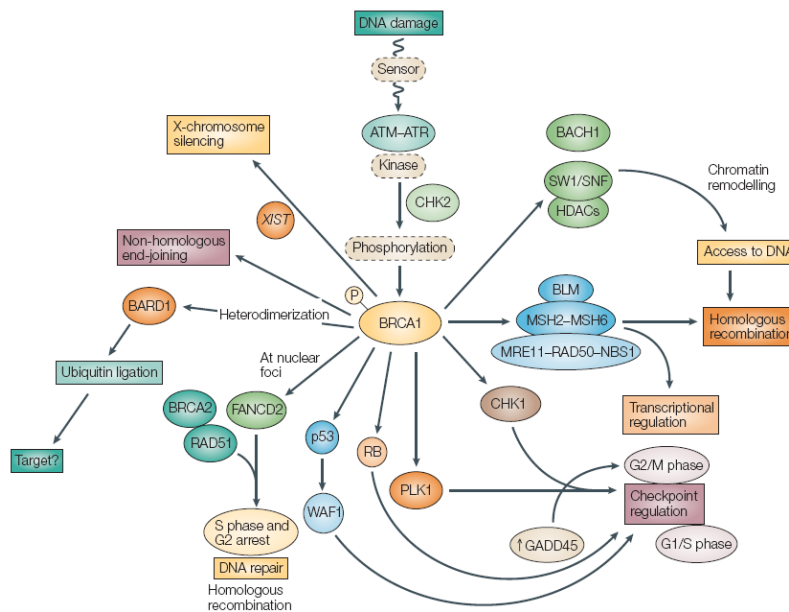 DNA damage
Sensor
ATM–ATR
Kinase
CHK2
Phosphorylation
P
BRCA1
X-chromosome
silencing
XIST
Non-homologous
end-joining
BARD1
Heterodimerization
Ubiquitin ligation
Target?
At nuclear
foci
BRCA2
RAD51
FANCD2
S phase and
G2 arrest
DNA repair
Homologous
recombination
p53
WAF1
RB
PLK1
CHK1
BACH1
SW1/SNF
HDACs
Chromatin
remodelling
Access to DNA
BLM
MSH2–MSH6
MRE11–RAD50–NBS1
Homologous
recombination
Transcriptional
regulation
G2/M phase
Checkpoint
regulation
G1/S phase
↑GADD45